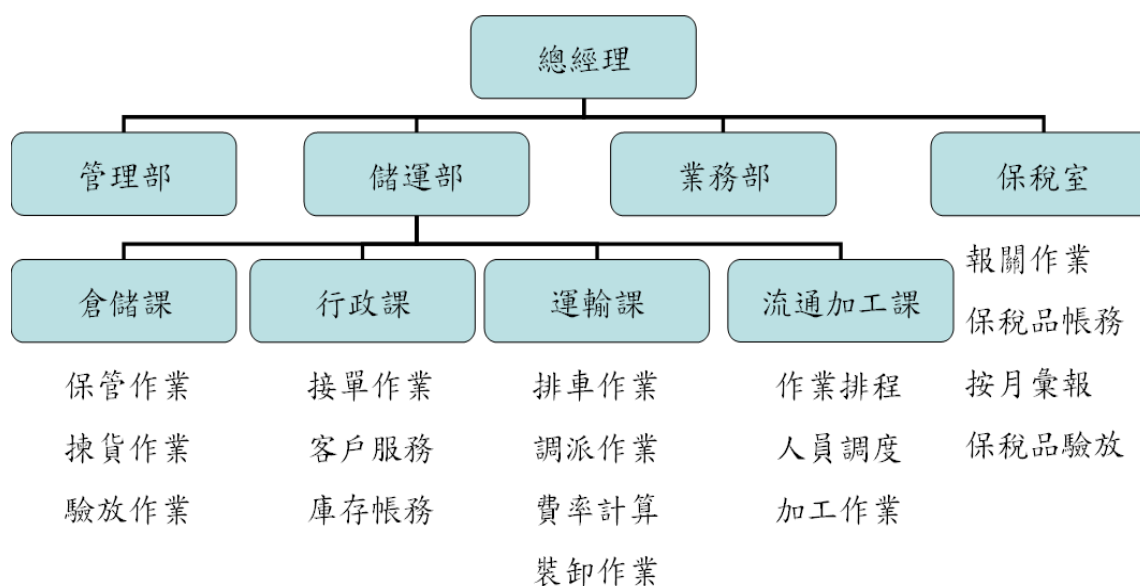 總經理
管理部
儲運部
業務部
保稅室
倉儲課
行政課
運輸課
流通加工課
保管作業
揀貨作業
驗放作業
接單作業
客戶服務
庫存帳務
排車作業
調派作業
費率計算
裝卸作業
作業排程
人員調度
加工作業
報關作業
保稅品帳務
按月彙報
保稅品驗放